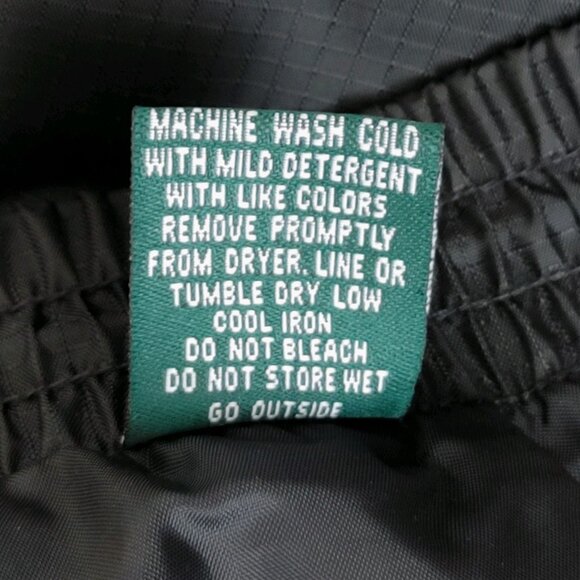 MACHINE WASH COLD
WITH MILD DETERGENT
WITH LIKE COLORS
REMOVE PROMPTLY
FROM DRYER. LINE OR
TUMBLE DRY LOW
COOL IRON
DO NOT BLEACH
DO NOT STORE WET
GO OUTSIDE